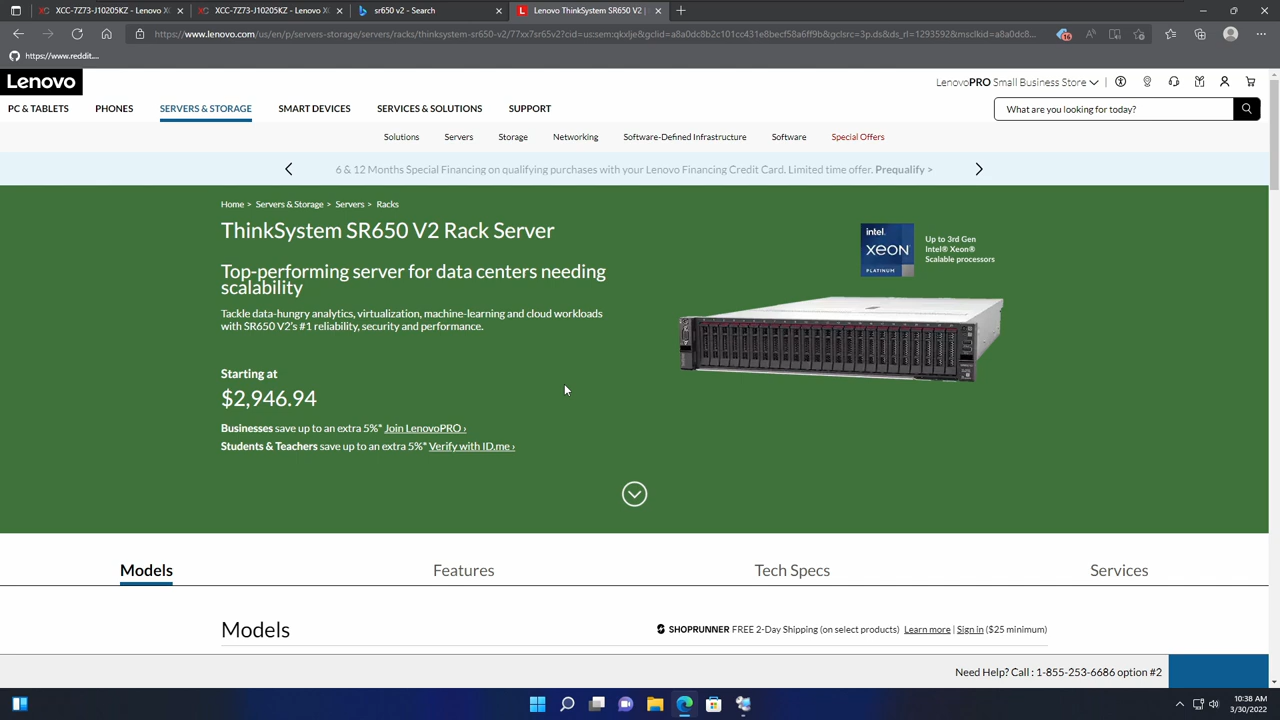 XCC-7Z73-J10205KZ - Lenovo X
XCC-7Z73-J10205KZ - Lenovo X
sr650 v2 - Search
Lenovo ThinkSystem SR650 V2 |
https://www.lenovo.com/us/en/p/servers-storage/servers/racks/thinksystem-sr650-v2/77xx7sr65v2?cid=us:sem:qkxlje&gclid=a8a0dc8b2c101cc431e8becf58a6ff9b&gclsrc=3p.ds&ds_rl=1293592&msclkid=a8a0dc8...
16
https://www.reddit....
Lenovo
LenovoPRO Small Business Store
PC & TABLETS
PHONES
SERVERS & STORAGE
SMART DEVICES
SERVICES & SOLUTIONS
SUPPORT
What are you looking for today?
Solutions
Servers
Storage
Networking
Software-Defined Infrastructure
Software
Special Offers
6 & 12 Months Special Financing on qualifying purchases with your Lenovo Financing Credit Card. Limited time offer. Prequalify >
Home > Servers & Storage > Servers > Racks
ThinkSystem SR650 V2 Rack Server
Top-performing server for data centers needing
scalability
Tackle data-hungry analytics, virtualization, machine-learning and cloud workloads
with SR650 V2's #1 reliability, security and performance.
intel.
XEON
PLATINUM
Up to 3rd Gen
Intel® Xeon®
Scalable processors
Starting at
$2,946.94
Businesses save up to an extra 5%* Join LenovoPRO ›
Students & Teachers save up to an extra 5%* Verify with ID.me ›
Models
Features
Tech Specs
Services
Models
SHOPRUNNER FREE 2-Day Shipping (on select products) Learn more | Sign in ($25 minimum)
Need Help? Call : 1-855-253-6686 option #2
10:38 AM
3/30/2022